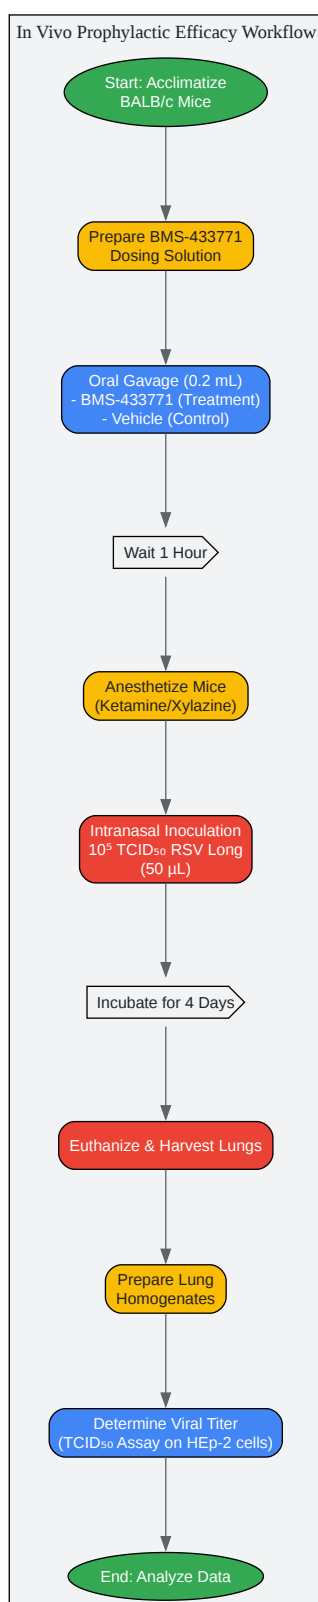 In Vivo Prophylactic Efficacy Workflow
Start: Acclimatize
BALB/c Mice
Prepare BMS-433771
Dosing Solution
Oral Gavage (0.2 mL)
- BMS-433771 (Treatment)
- Vehicle (Control)
Wait 1 Hour
Anesthetize Mice
(Ketamine/Xylazine)
Intranasal Inoculation
10⁵ TCID₅₀ RSV Long
(50 µL)
Incubate for 4 Days
Euthanize & Harvest Lungs
Prepare Lung
Homogenates
Determine Viral Titer
(TCID₅₀ Assay on HEp-2 cells)
End: Analyze Data